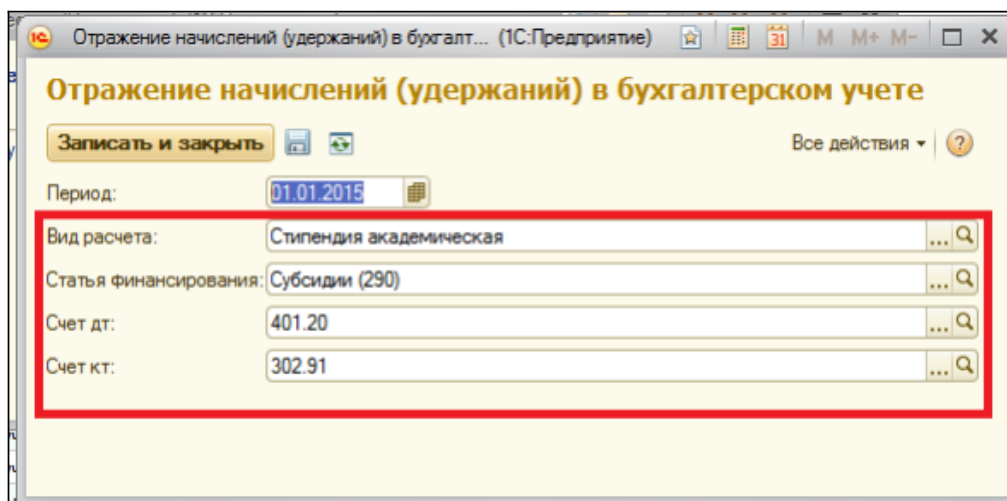 Отражение начислений (удержаний) в бухгалт... (1С:Предприятие) 31 M M+ M-
Отражение начислений (удержаний) в бухгалтерском учете
Записать и закрыть Все действия ?
Период: 01.01.2015
Вид расчета: Стипендия академическая ...
Статья финансирования: Субсидии (290) ...
Счет дт: 401.20 ...
Счет кт: 302.91 ...